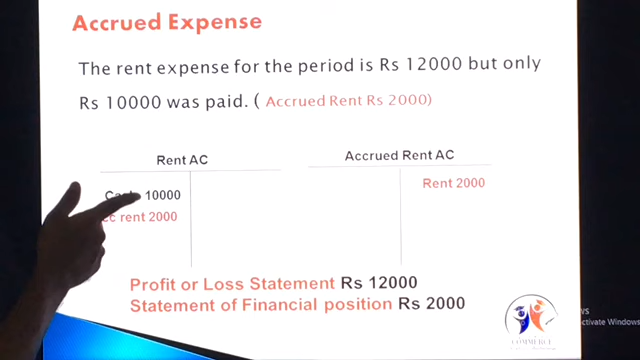 Accrued Expense
The rent expense for the period is Rs 12000 but only
Rs 10000 was paid. ( Accrued Rent Rs 2000)
Rent AC
Accrued Rent AC
10000
rent 2000
Rent 2000
Profit or Loss Statement Rs 12000
Statement of Financial position Rs 2000
COMMERCE